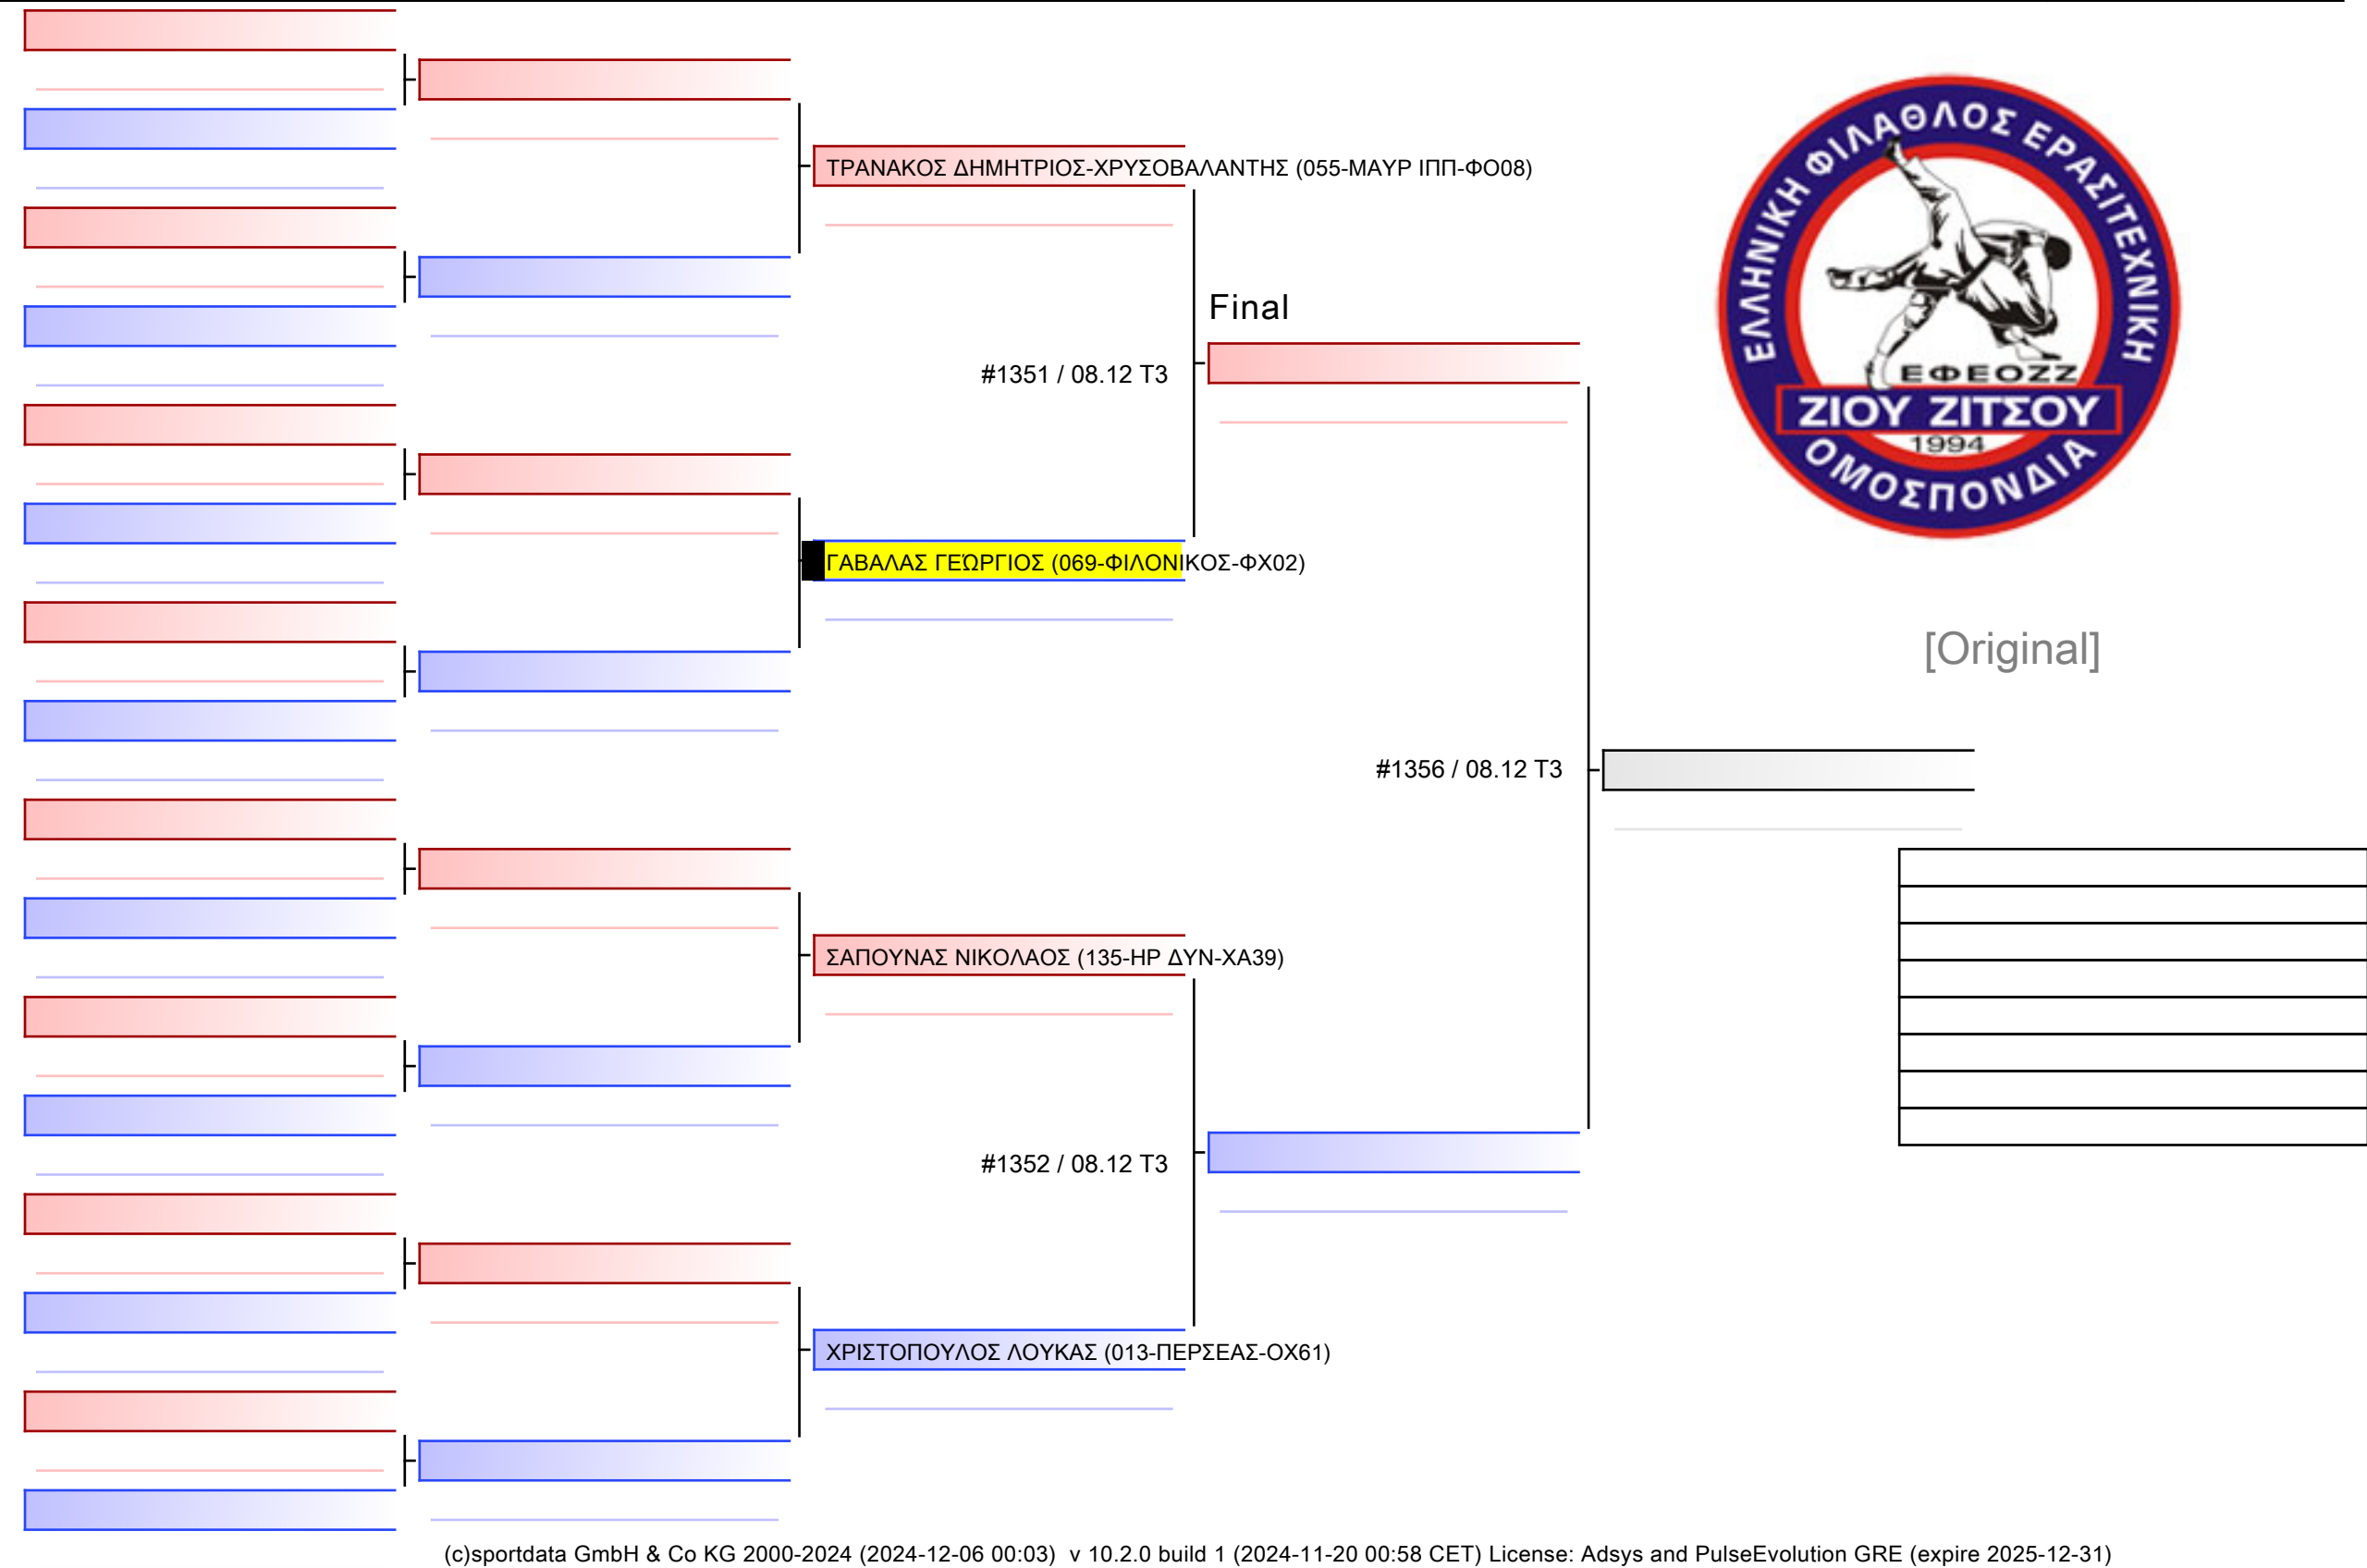 ΤΡΑΝΑΚΟΣ ΔΗΜΗΤΡΙΟΣ-ΧΡΥΣΟΒΑΛΑΝΤΗΣ (055-ΜΑΥΡ ΙΠΠ-ΦΟ08)
Final
#1351 / 08.12 T3
ΓΑΒΑΛΑΣ ΓΕΏΡΓΙΟΣ (069-ΦΙΛΟΝΙΚΟΣ-ΦΧ02)
ΕΛΛΗΝΙΚΗ ΦΙΛΑΘΛΟΣ ΕΡΑΣΙΤΕΧΝΙΚΗ
ΕΦΕΟΖΖ
ΖΙΟΥ ΖΙΤΣΟΥ
1994
ΟΜΟΣΠΟΝΔΙΑ
[Original]
#1356 / 08.12 T3
ΣΑΠΟΥΝΑΣ ΝΙΚΟΛΑΟΣ (135-ΗΡ ΔΥΝ-ΧΑ39)
#1352 / 08.12 T3
ΧΡΙΣΤΟΠΟΥΛΟΣ ΛΟΥΚΑΣ (013-ΠΕΡΣΕΑΣ-ΟΧ61)
(c)sportdata GmbH & Co KG 2000-2024 (2024-12-06 00:03)  v 10.2.0 build 1 (2024-11-20 00:58 CET) License: Adsys and PulseEvolution GRE (expire 2025-12-31)